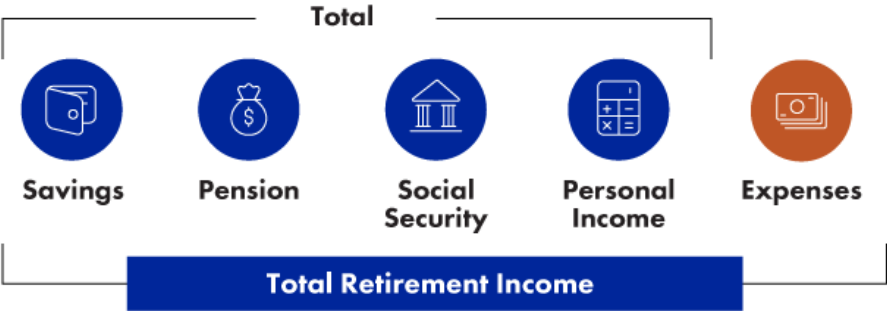 Total
$
Savings
Pension
Social
Security
Personal
Income
Expenses
Total Retirement Income